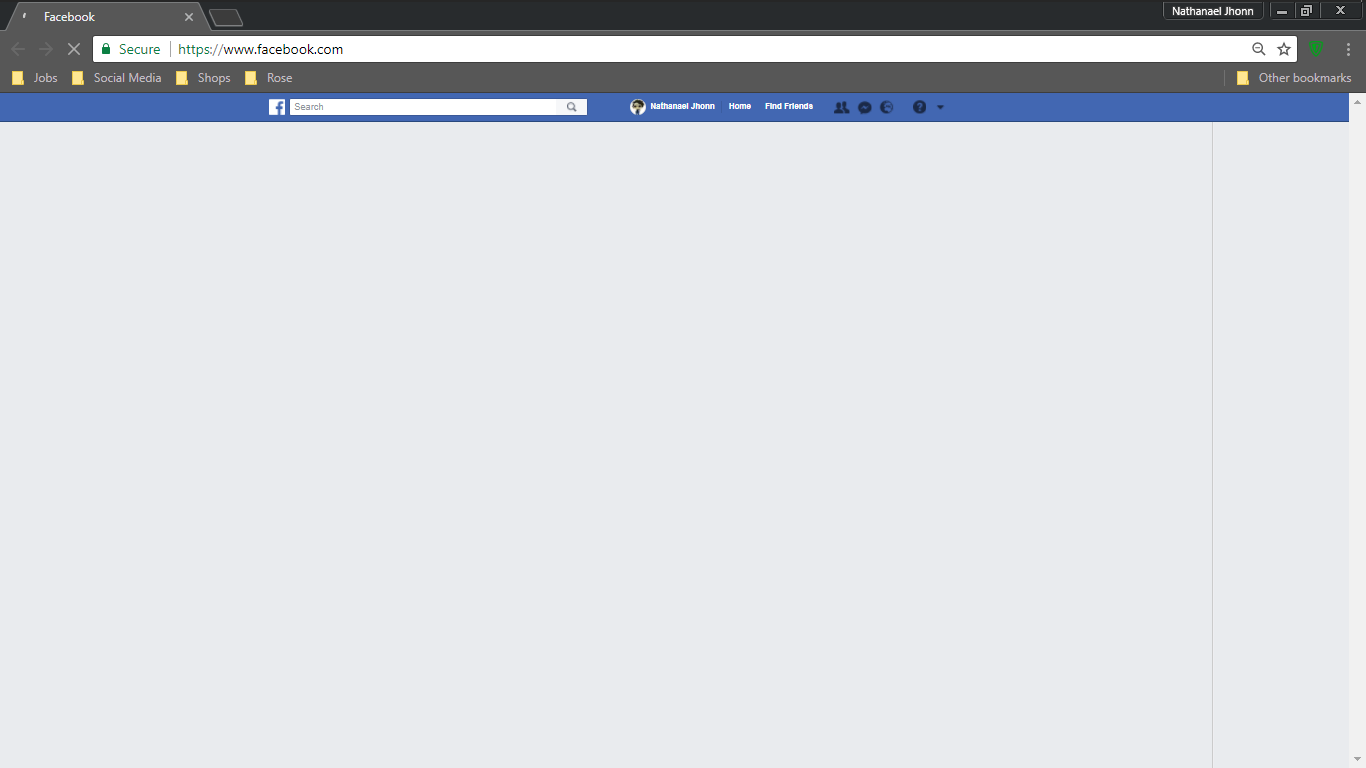 Facebook
Nathanael Jhonn
Secure https://www.facebook.com
Jobs Social Media Shops Rose Other bookmarks
Search Nathanael Jhonn Home Find Friends